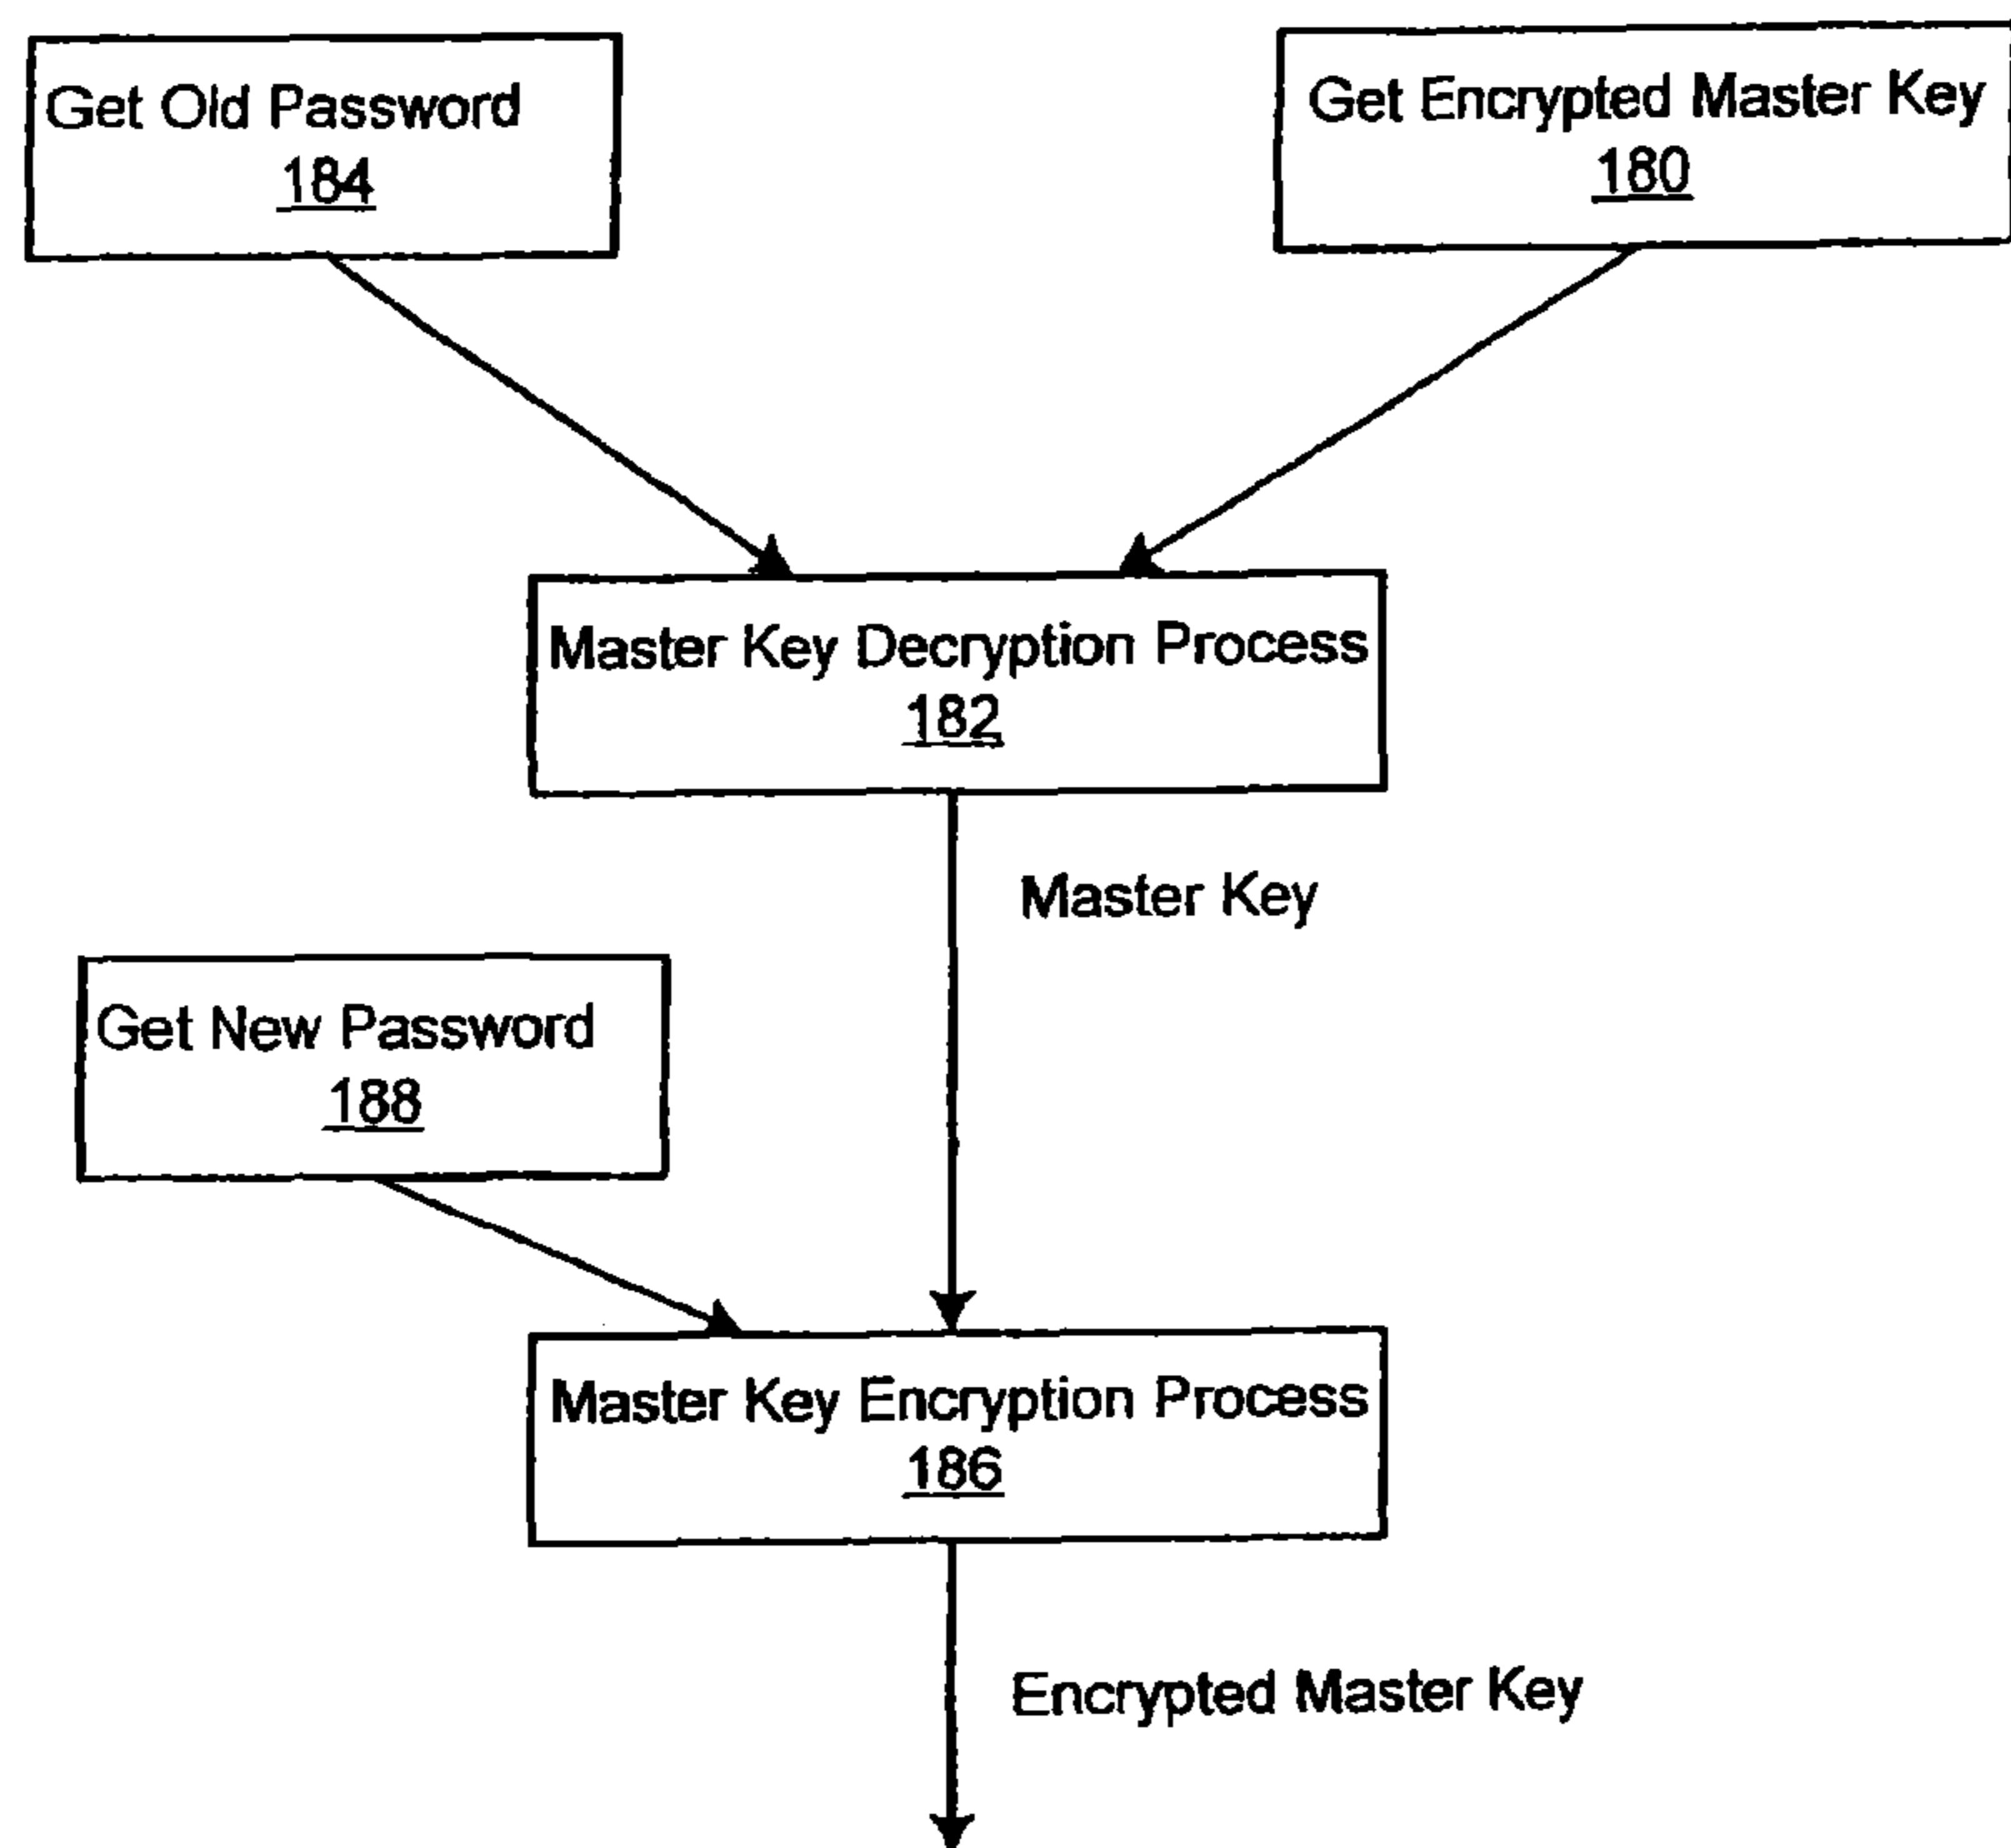 Get Old Password
184
Get Encrypted Master Key
180
Master Key Decryption Process
182
Master Key
Get New Password
188
Master Key Encryption Process
186
Encrypted Master Key